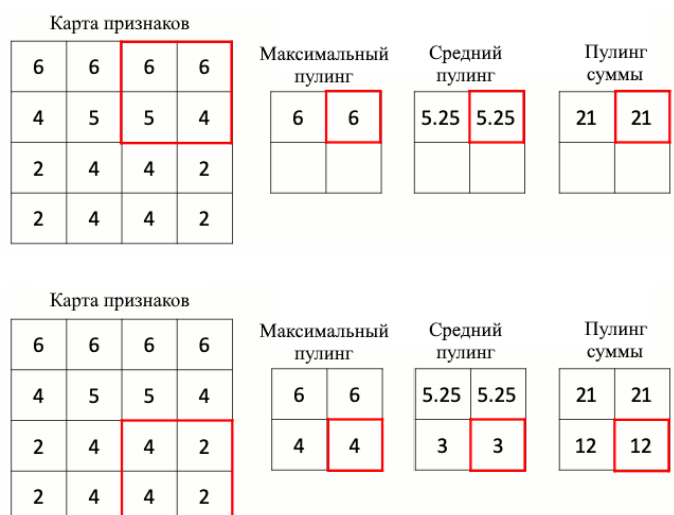 Карта признаков
Максимальный пулинг
Средний пулинг
Пулинг суммы
6 6 6 6
4 5 5 4
2 4 4 2
2 4 4 2
6 6
5.25 5.25
21 21
Карта признаков
Максимальный пулинг
Средний пулинг
Пулинг суммы
6 6 6 6
4 5 5 4
2 4 4 2
2 4 4 2
6 6
4 4
5.25 5.25
3 3
21 21
12 12